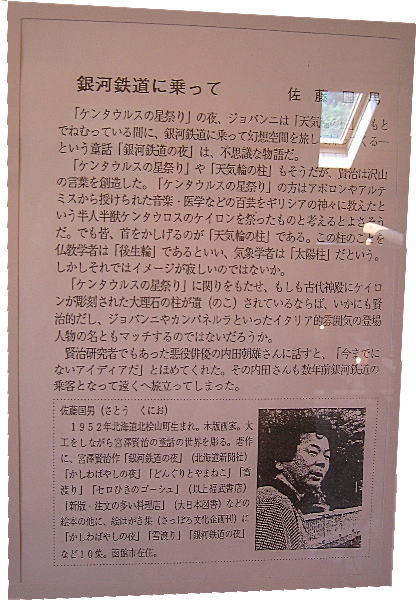 銀河鉄道に乗って
佐藤国男
「ケンタウルスの星祭り」の夜、ジョバンニは「天気
でねむっている間に、銀河鉄道に乗って幻想空間を旅し
という童話「銀河鉄道の夜」は、不思議な物語だ。
「ケンタウルスの星祭り」や「天気輪の柱」もそうだが、賢治は沢山
の言葉を創造した。「ケンタウルスの星祭り」の方はアポロンやアルテ
ミスから授けられた音楽・医学などの百芸をギリシアの神々に教えたと
いう半人半獣ケンタウロスのケイロンを祭ったものと考えるとよさそう
だ。でも皆、首をかしげるのが「天気輪の柱」である。この柱のことを
仏教学者は「後生輪」であるといい、気象学者は「太陽柱」だという。
しかしそれではイメージが寂しいのではないか。
「ケンタウルスの星祭り」に関りをもたせ、もしも古代神殿にケイロ
ンが彫刻された大理石の柱が遺（のこ）されているならば、いかにも賢
治的だし、ジョバンニやカンパネルラといったイタリア的雰囲気の登場
人物の名ともマッチするのではないだろうか。
賢治研究者でもあった悪役俳優の内田朝雄さんに話すと、「今までに
ないアイディアだ」とほめてくれた。その内田さんも数年前銀河鉄道の
乗客となって遠くへ旅立ってしまった。
佐藤国男（さとう　くにお）
１９５２年北海道北桧山町生まれ。木版画家。大
工をしながら宮澤賢治の童話の世界を彫る。著作
に、宮澤賢治作「銀河鉄道の夜」（北海道新聞社）
「かしわばやしの夜」「どんぐりとやまねこ」「雪
渡り」「セロひきのゴーシュ」（以上福武書店）
「新版・注文の多い料理店」（大日本図書）などの
絵本の他に、絵はがき集（さっぽろ文化企画刊）に
「かしわばやしの夜」「雪渡り」「銀河鉄道の夜」
など１０集。函館市在住。